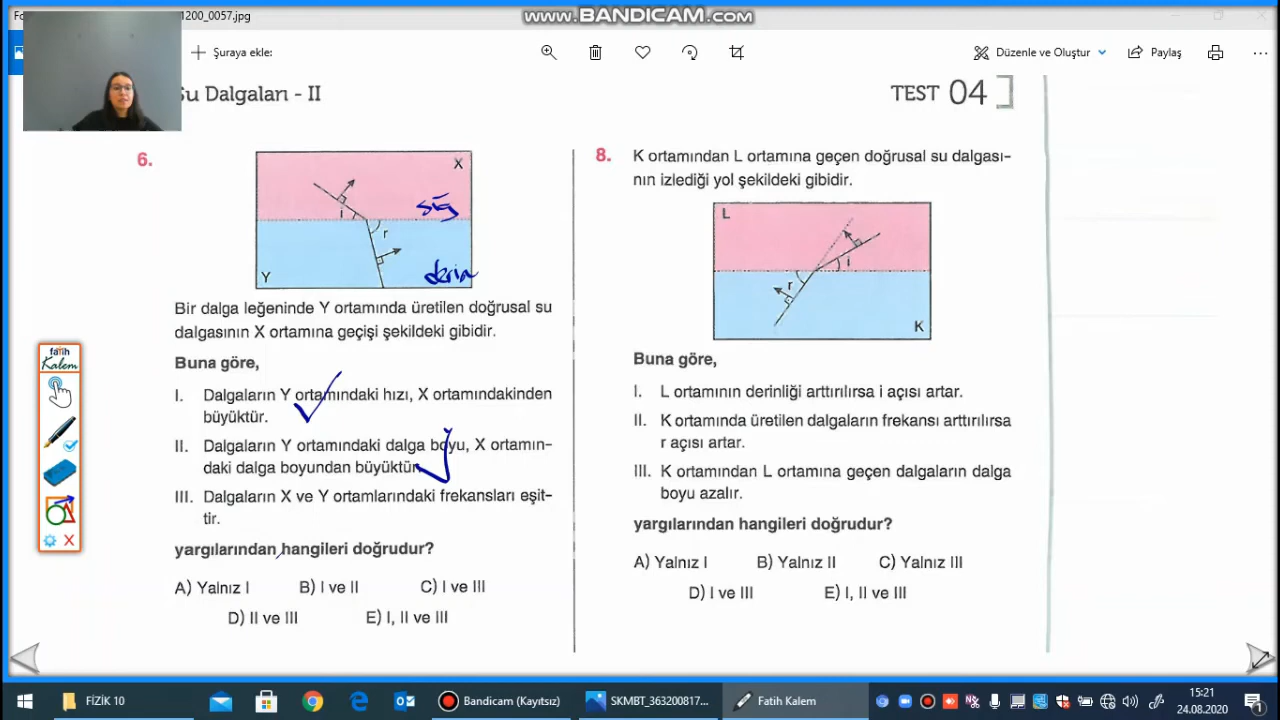 Fo
1200_0057.jpg
www.BANDICAM.com
Şuraya ekle:
Düzenle ve Oluştur
Paylaş
Su Dalgaları - II
TEST 04
6.
X
i
sığ
r
Y
derin
Bir dalga leğeninde Y ortamında üretilen doğrusal su
dalgasının X ortamına geçişi şekildeki gibidir.
Buna göre,
I. Dalgaların Y ortamındaki hızı, X ortamındakinden
büyüktür.
II. Dalgaların Y ortamındaki dalga boyu, X ortamın-
daki dalga boyundan büyüktür.
III. Dalgaların X ve Y ortamlarındaki frekansları eşit-
tir.
yargılarından hangileri doğrudur?
A) Yalnız I B) I ve II C) I ve III
D) II ve III E) I, II ve III
8. K ortamından L ortamına geçen doğrusal su dalgası-
nın izlediği yol şekildeki gibidir.
L
i
r
K
Buna göre,
I. L ortamının derinliği arttırılırsa i açısı artar.
II. K ortamında üretilen dalgaların frekansı arttırılırsa
r açısı artar.
III. K ortamından L ortamına geçen dalgaların dalga
boyu azalır.
yargılarından hangileri doğrudur?
A) Yalnız I B) Yalnız II C) Yalnız III
D) I ve III E) I, II ve III
fatih
Kalem
FİZİK 10
Bandicam (Kayıtsız)
SKMBT_363200817...
Fatih Kalem
15:21
24.08.2020
1